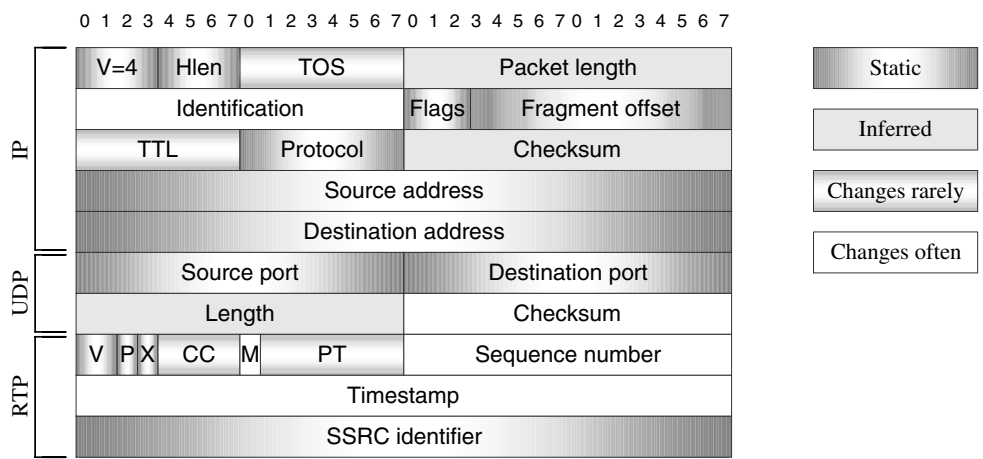 0 1 2 3 4 5 6 7 0 1 2 3 4 5 6 7 0 1 2 3 4 5 6 7 0 1 2 3 4 5 6 7
IP
V=4 Hlen TOS Packet length
Identification Flags Fragment offset
TTL Protocol Checksum
Source address
Destination address
UDP
Source port Destination port
Length Checksum
RTP
V P X CC M PT Sequence number
Timestamp
SSRC identifier
Static
Inferred
Changes rarely
Changes often